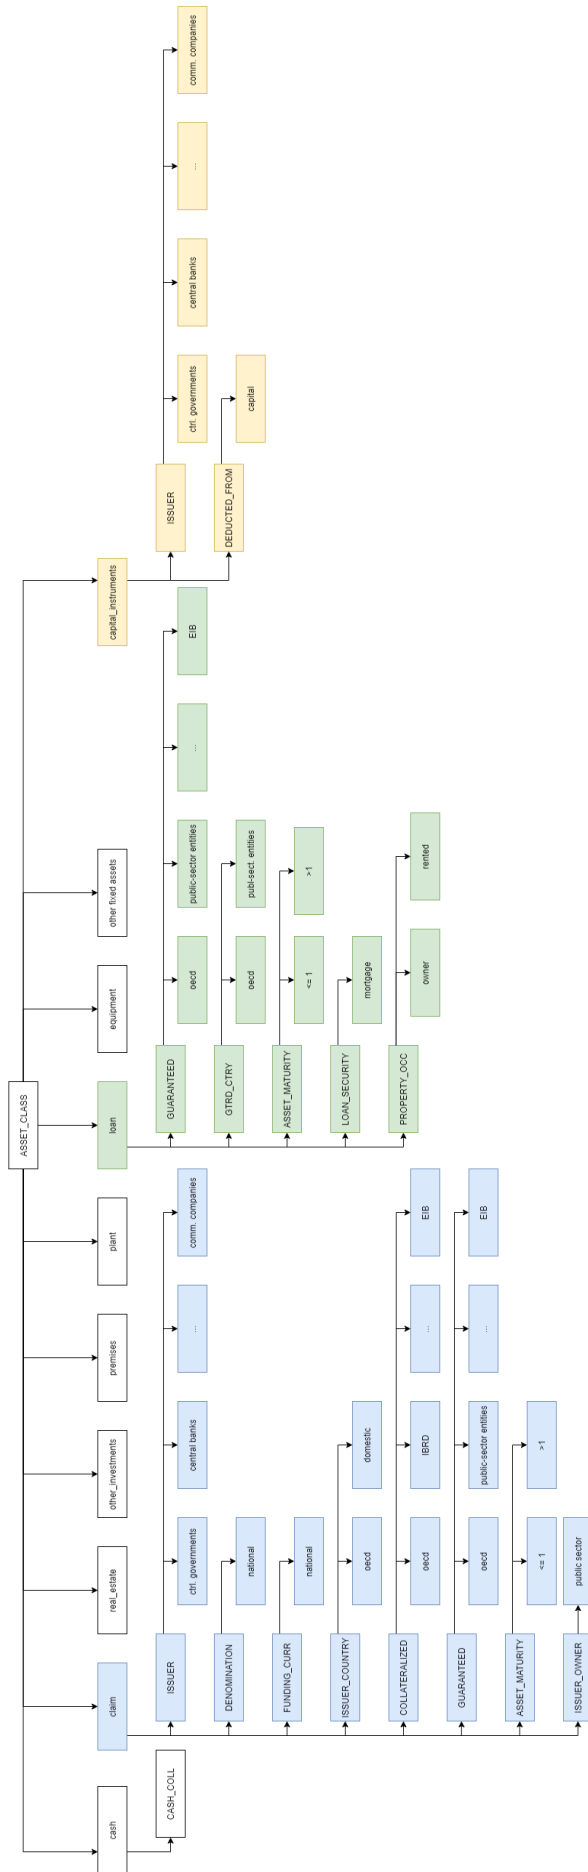 ASSET_CLASS
cash
claim
real_estate
other_investments
premises
plant
loan
equipment
other fixed assets
capital_instruments
CASH_COLL
ISSUER
ctrl. governments
central banks
...
comm. companies
DENOMINATION
national
FUNDING_CURR
national
ISSUER_COUNTRY
oecd
domestic
COLLATERALIZED
oecd
IBRD
...
EIB
GUARANTEED
oecd
public-sector entities
...
EIB
ASSET_MATURITY
<= 1
>1
ISSUER_OWNER
public sector
GUARANTEED
oecd
public-sector entities
...
EIB
GTRD_CTRY
oecd
publ-sect. entities
ASSET_MATURITY
<= 1
>1
LOAN_SECURITY
mortgage
PROPERTY_OCC
owner
rented
ISSUER
ctrl. governments
central banks
...
comm. companies
DEDUCTED_FROM
capital